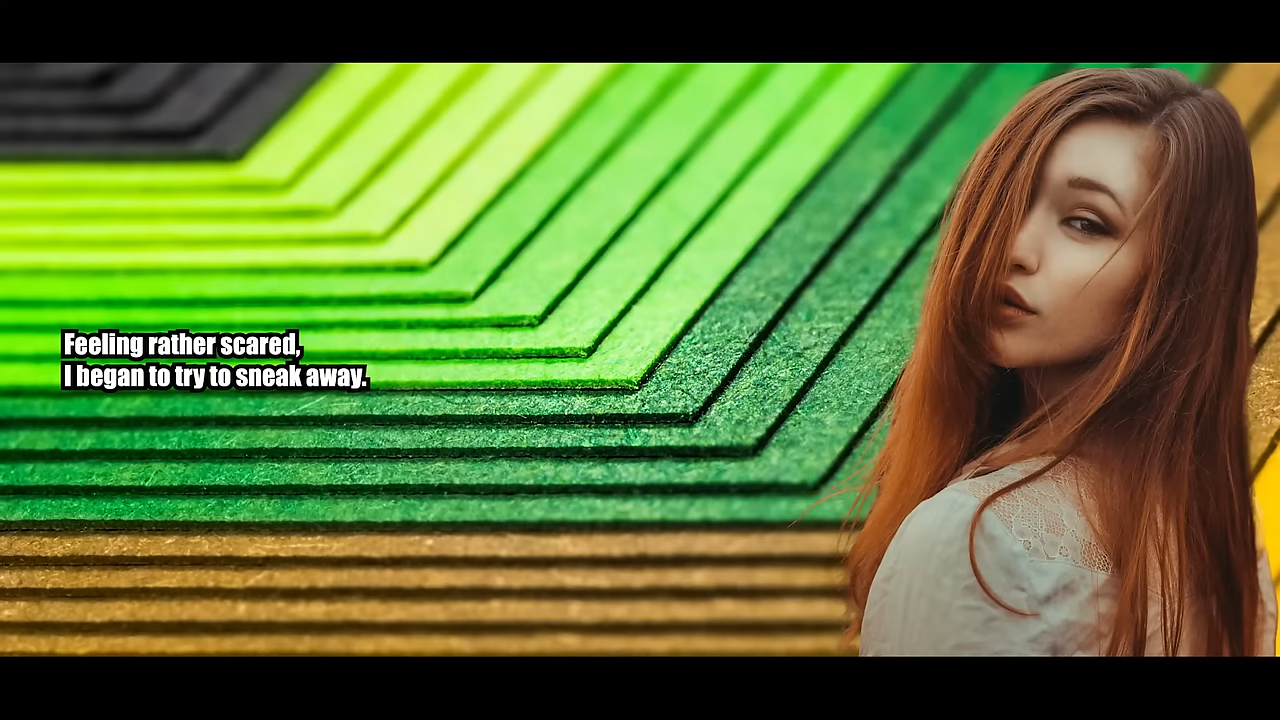 Feeling rather scared,
I began to try to sneak away.